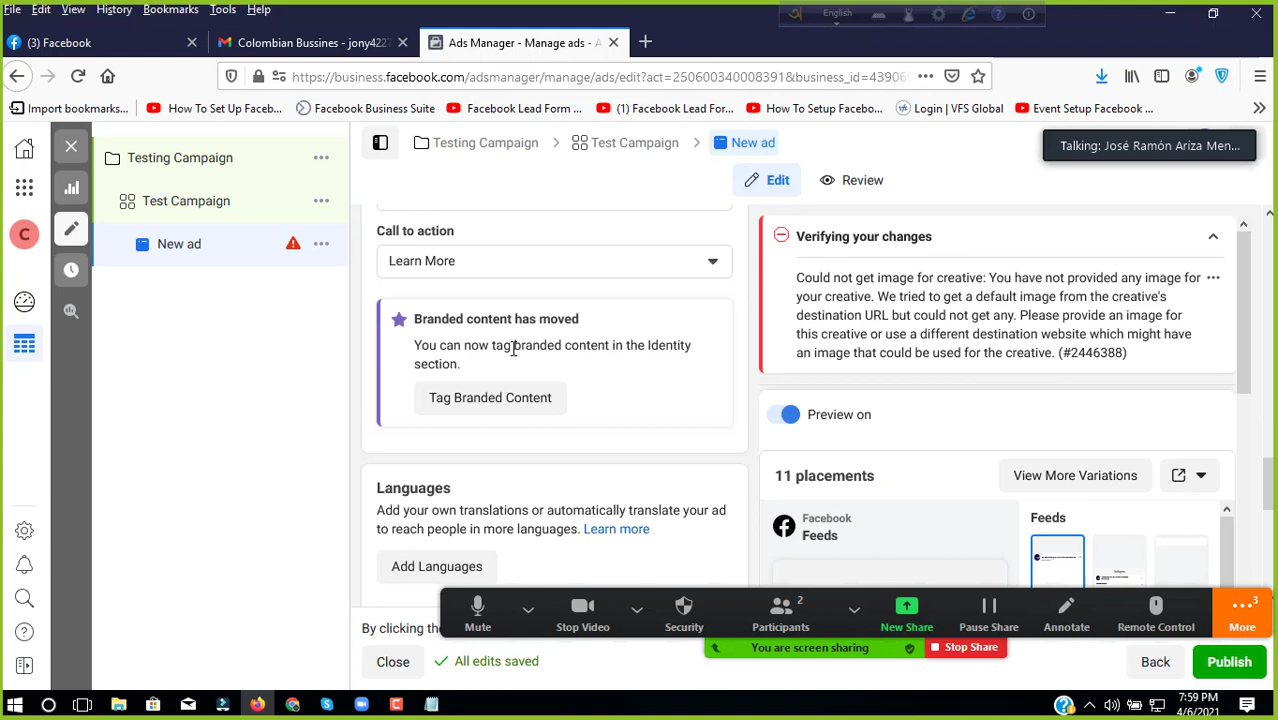 File Edit View History Bookmarks Tools Help
English
(3) Facebook
Colombian Bussines - jony4227
Ads Manager - Manage ads - A
https://business.facebook.com/adsmanager/manage/ads/edit?act=250600340008391&business_id=43906
Import bookmarks...
How To Set Up Faceb...
Facebook Business Suite
Facebook Lead Form ...
(1) Facebook Lead For...
How To Setup Facebo...
Login | VFS Global
Event Setup Facebook ...
Testing Campaign
Test Campaign
New ad
C
Testing Campaign
Test Campaign
New ad
Talking: José Ramón Ariza Men...
Edit
Review
Call to action
Learn More
Branded content has moved
You can now tag branded content in the Identity
section.
Tag Branded Content
Languages
Add your own translations or automatically translate your ad
to reach people in more languages. Learn more
Add Languages
By clicking the
Close
All edits saved
Verifying your changes
Could not get image for creative: You have not provided any image for
your creative. We tried to get a default image from the creative's
destination URL but could not get any. Please provide an image for
this creative or use a different destination website which might have
an image that could be used for the creative. (#2446388)
Preview on
11 placements
View More Variations
Facebook
Feeds
Feeds
Mute
Stop Video
Security
2
Participants
New Share
Pause Share
Annotate
Remote Control
3
More
You are screen sharing
Stop Share
Back
Publish
7:59 PM
4/6/2021